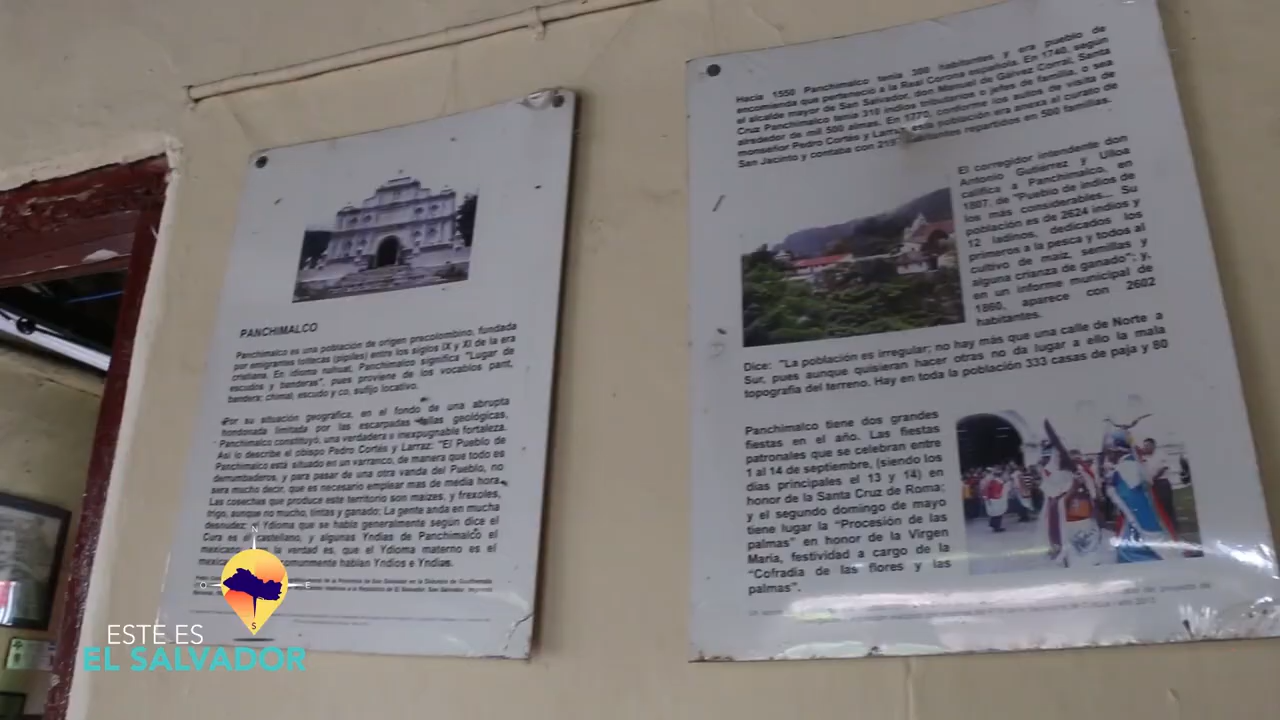 PANCHIMALCO
Panchimalco es una población de origen precolombino, fundada
por emigrantes toltecas (pipiles) entre los siglos IX y XI de la era
cristiana. En idioma nahuat, Panchimalco significa "Lugar de
escudos y banderas", pues proviene de los vocablos pant,
bandera; chimal, escudo y co, sufijo locativo.
Por su situación geográfica, en el fondo de una abrupta
hondonada limitada por las escarpadas fallas geológicas,
Panchimalco constituyó, una verdadera e inexpugnable fortaleza.
Así lo describe el obispo Pedro Cortés y Larraz: "El Pueblo de
Panchimalco está situado en un varranco, de manera que todo es
derrumbaderos, y para pasar de una otra vanda del Pueblo, no
sera mucho decir, que es necesario emplear mas de media hora.
Las cosechas que produce este territorio son maizes, y frexoles,
trigo, aunque no mucho, tintas y ganado; La gente anda en mucha
desnudez; Ydioma que se habla generalmente según dice el
Cura es el castellano, y algunas Yndias de Panchimalco el
mexicano la verdad es, que el Ydioma materno es el
comunmente hablan Yndios e Yndias.
Hacia 1550 Panchimalco tenía 300 habitantes y era pueblo de
encomienda que perteneció a la Real Corona española. En 1740, según
el alcalde mayor de San Salvador, don Manuel de Gálvez Corral, Santa
Cruz Panchimalco tenía 310 indios tributarios o jefes de familia, o sea
alrededor de mil 500 almas. En 1770, conforme los autos de visita de
monseñor Pedro Cortés y Larraz, esta población era anexa al curato de
San Jacinto y contaba con repartidos en 500 familias.
El corregidor intendente don
Antonio Gutiérrez y Ulloa
califica a Panchimalco, en
1807, de "Pueblo de indios de
los más considerables... Su
población es de 2624 indios y
12 ladinos, dedicados los
primeros a la pesca y todos al
cultivo de maíz, semillas y
alguna crianza de ganado"; y,
en un informe municipal de
1860, aparece con 2602
habitantes.
Dice: "La población es irregular; no hay más que una calle de Norte a
Sur, pues aunque quisieran hacer otras no da lugar a ello la mala
topografía del terreno. Hay en toda la población 333 casas de paja y 60
Panchimalco tiene dos grandes
fiestas en el año. Las fiestas
patronales que se celebran entre
1 al 14 de septiembre, (siendo los
días principales el 13 y 14) en
honor de la Santa Cruz de Roma;
y el segundo domingo de mayo
tiene lugar la "Procesión de las
palmas" en honor de la Virgen
María, festividad a cargo de la
"Cofradía de las flores y las
palmas".
N
O E
S
ESTE ES
EL SALVADOR